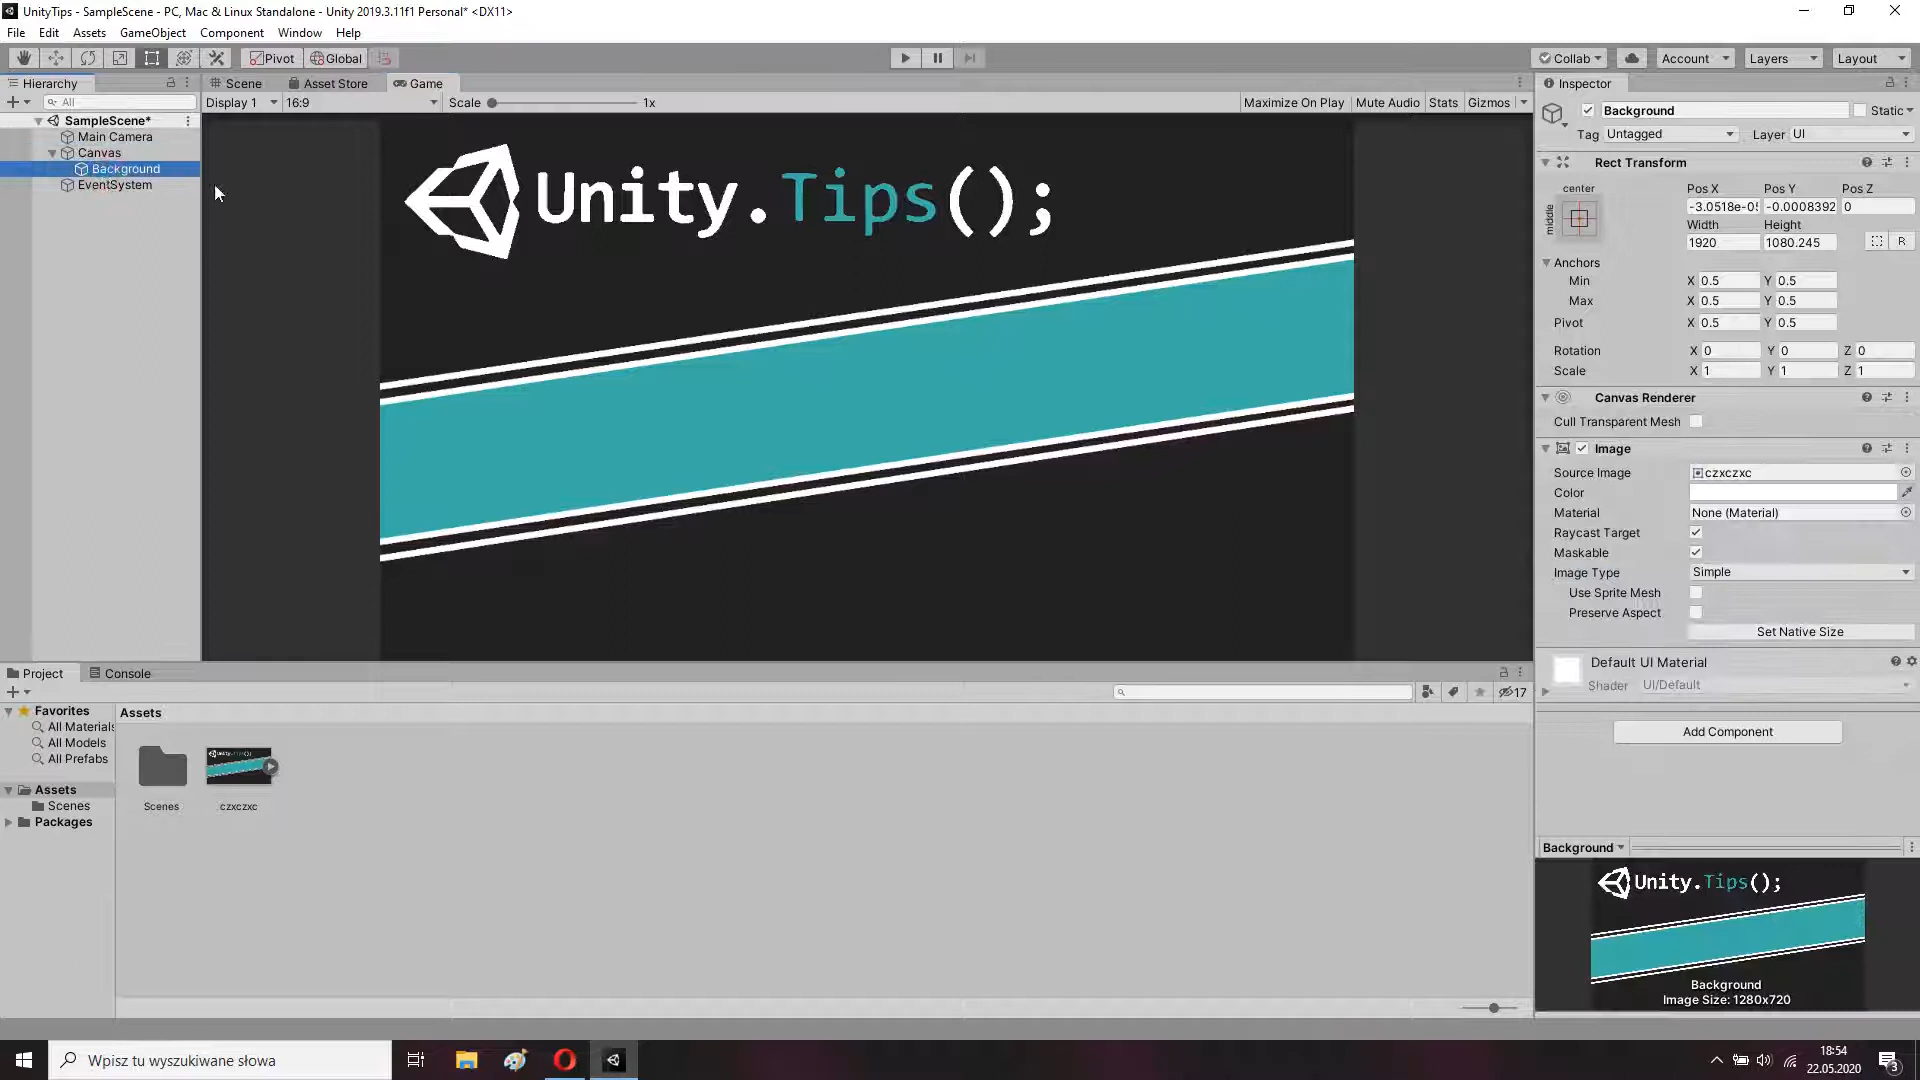 UnityTips - SampleScene - PC, Mac & Linux Standalone - Unity 2019.3.11f1 Personal* <DX11>
File Edit Assets GameObject Component Window Help
Pivot Global Collab Account Layers Layout
Hierarchy Scene Asset Store Game Inspector
All Display 1 16:9 Scale 1x Maximize On Play Mute Audio Stats Gizmos
SampleScene*
Main Camera
Canvas
Background
EventSystem
Unity.Tips();
Background Static
Tag Untagged Layer UI
Rect Transform
center
middle
Pos X Pos Y Pos Z
-3.0518e-05 -0.0008392 0
Width Height
1920 1080.245 R
Anchors
Min X 0.5 Y 0.5
Max X 0.5 Y 0.5
Pivot X 0.5 Y 0.5
Rotation X 0 Y 0 Z 0
Scale X 1 Y 1 Z 1
Canvas Renderer
Cull Transparent Mesh
Image
Source Image czxczxc
Color
Material None (Material)
Raycast Target
Maskable
Image Type Simple
Use Sprite Mesh
Preserve Aspect
Set Native Size
Default UI Material
Shader UI/Default
Add Component
Project Console
17
Favorites
All Materials
All Models
All Prefabs
Assets
Scenes
Packages
Assets
Scenes czxczxc
Background
Unity.Tips();
Background
Image Size: 1280x720
Wpisz tu wyszukiwane słowa
18:54
22.05.2020
3